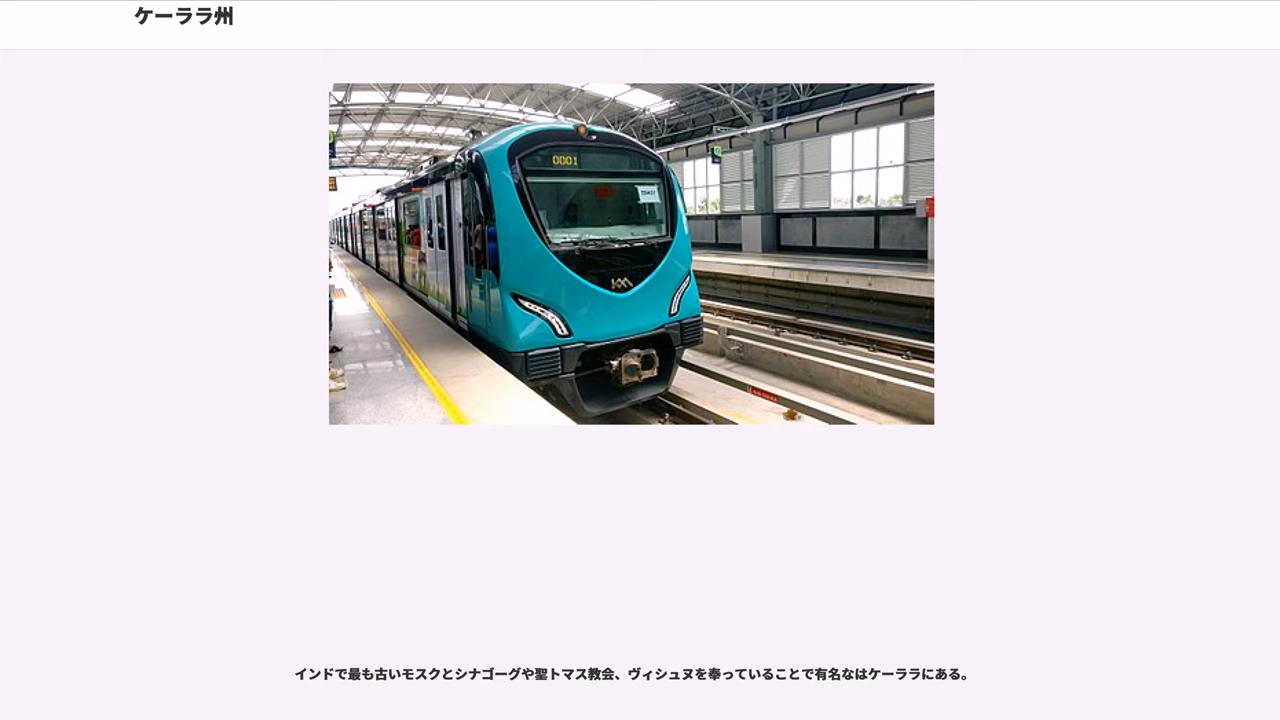 ケーララ州
0001
インドで最も古いモスクとシナゴーグや聖トマス教会、ヴィシュヌを奉っていることで有名なはケーララにある。